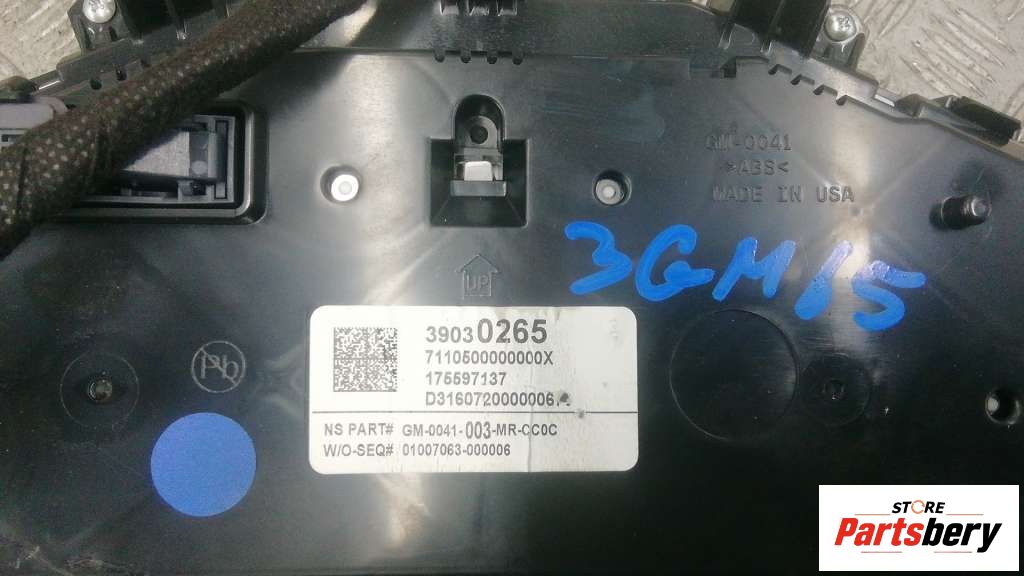 GM-0041
>ABS<
MADE IN USA
3GM15
UP
Pb
39030265
7110500000000X
175597137
NS PART# GM-0041-003-MR-CC0C
W/O-SEQ# 01007063-000006
STORE
Partsbery